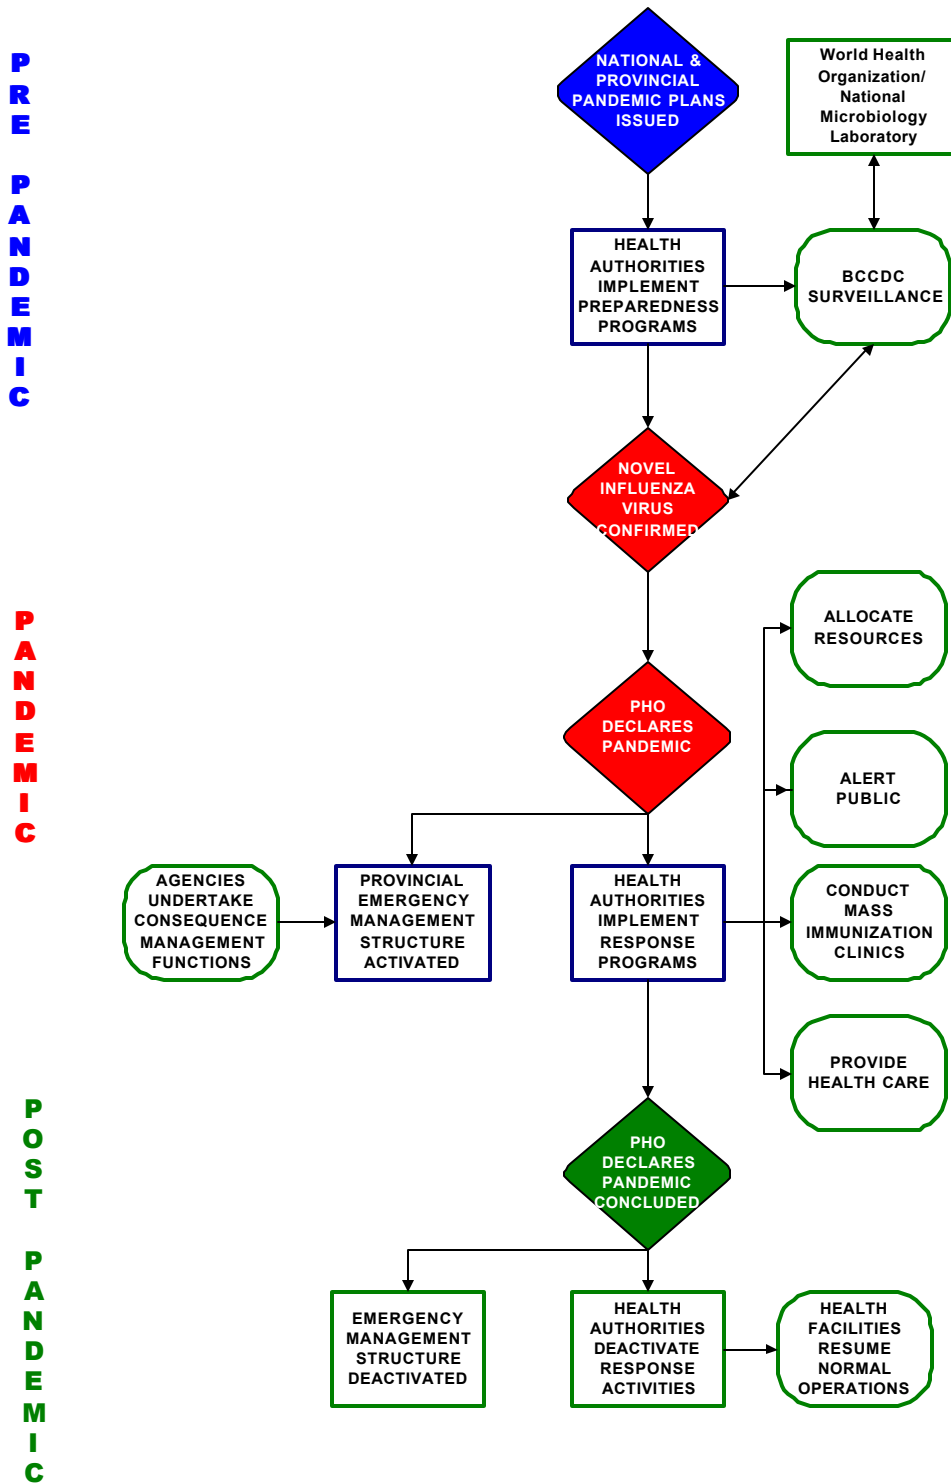 P
R
E
P
A
N
D
E
M
I
C
NATIONAL &
PROVINCIAL
PANDEMIC PLANS
ISSUED
World Health
Organization/
National
Microbiology
Laboratory
HEALTH
AUTHORITIES
IMPLEMENT
PREPAREDNESS
PROGRAMS
BCCDC
SURVEILLANCE
NOVEL
INFLUENZA
VIRUS
CONFIRMED
P
A
N
D
E
M
I
C
ALLOCATE
RESOURCES
PHO
DECLARES
PANDEMIC
ALERT
PUBLIC
AGENCIES
UNDERTAKE
CONSEQUENCE
MANAGEMENT
FUNCTIONS
PROVINCIAL
EMERGENCY
MANAGEMENT
STRUCTURE
ACTIVATED
HEALTH
AUTHORITIES
IMPLEMENT
RESPONSE
PROGRAMS
CONDUCT
MASS
IMMUNIZATION
CLINICS
PROVIDE
HEALTH CARE
P
O
S
T
P
A
N
D
E
M
I
C
PHO
DECLARES
PANDEMIC
CONCLUDED
EMERGENCY
MANAGEMENT
STRUCTURE
DEACTIVATED
HEALTH
AUTHORITIES
DEACTIVATE
RESPONSE
ACTIVITIES
HEALTH
FACILITIES
RESUME
NORMAL
OPERATIONS